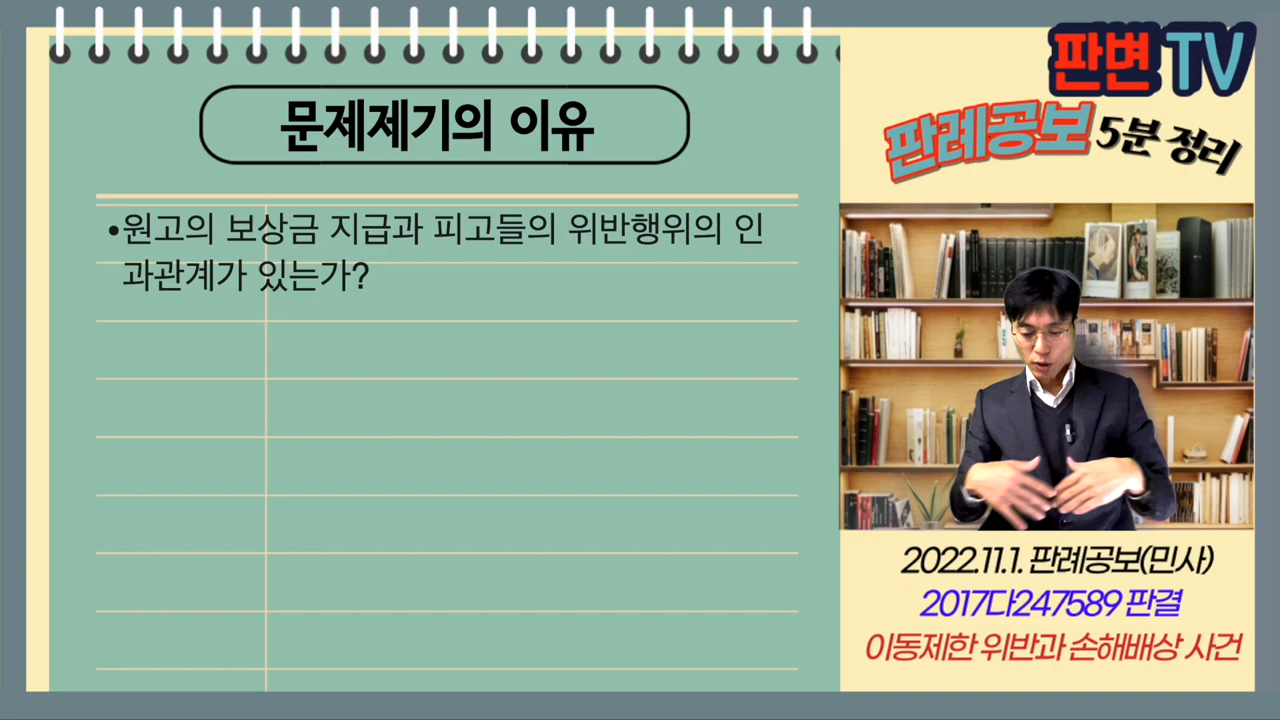 문제제기의 이유
•원고의 보상금 지급과 피고들의 위반행위의 인
과관계가 있는가?
판변 TV
판례공보 5분 정리
2022.11.1. 판례공보(민사)
2017다247589 판결
이동제한 위반과 손해배상 사건